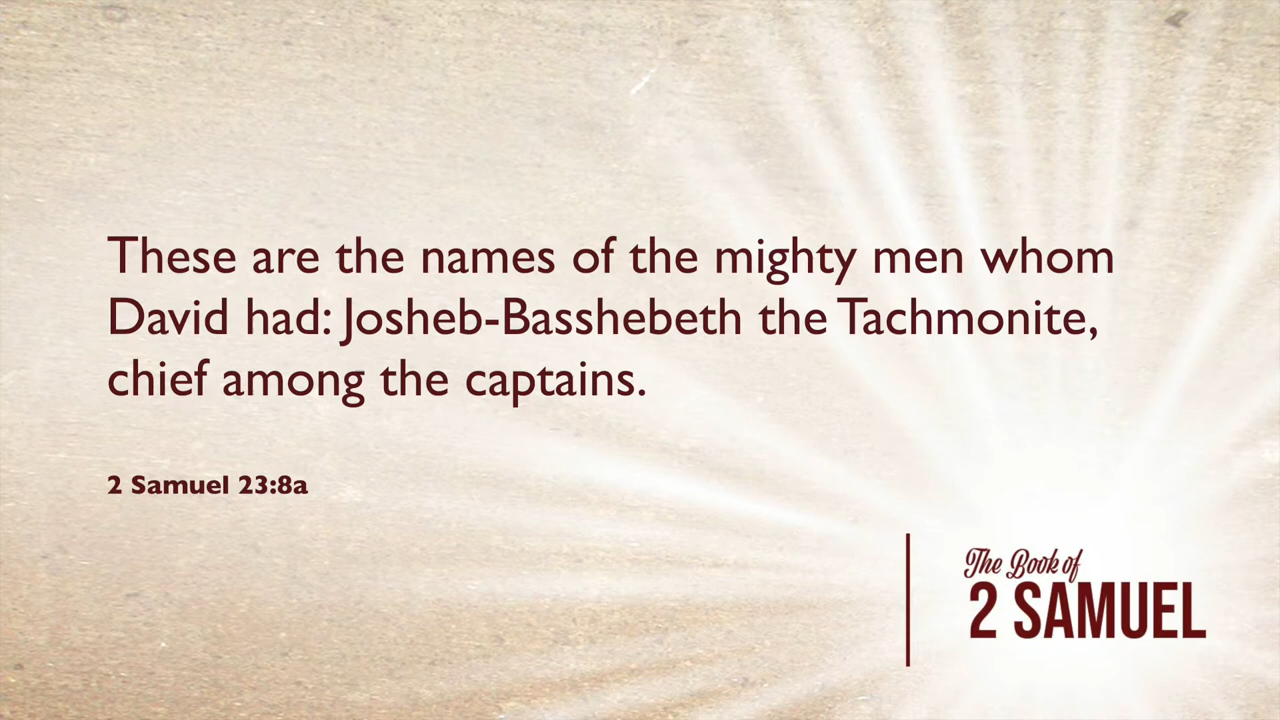 These are the names of the mighty men whom
David had: Josheb-Basshebeth the Tachmonite,
chief among the captains.
2 Samuel 23:8a
The Book of
2 SAMUEL